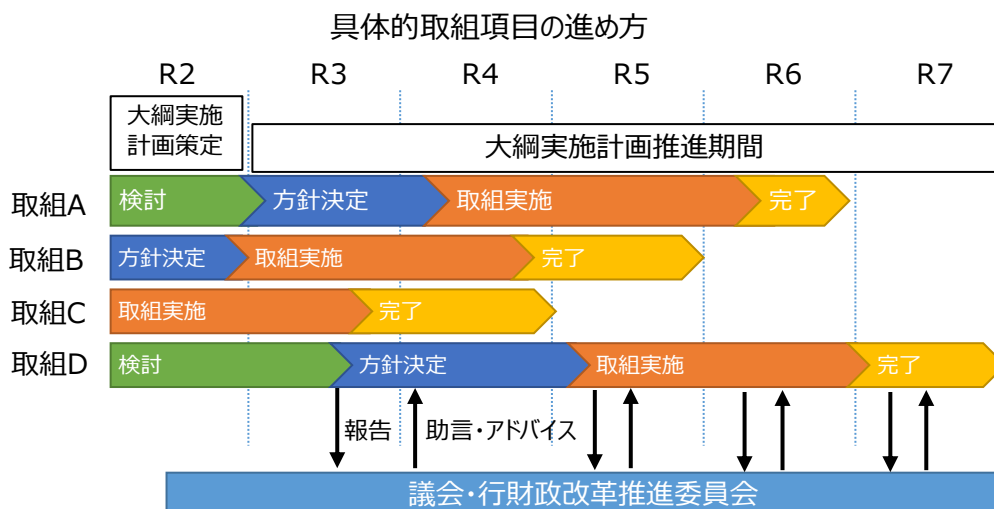 具体的取組項目の進め方
R2 R3 R4 R5 R6 R7
大綱実施
計画策定
大綱実施計画推進期間
取組A 検討 方針決定 取組実施 完了
取組B 方針決定 取組実施 完了
取組C 取組実施 完了
取組D 検討 方針決定 取組実施 完了
報告 助言・アドバイス
議会・行財政改革推進委員会